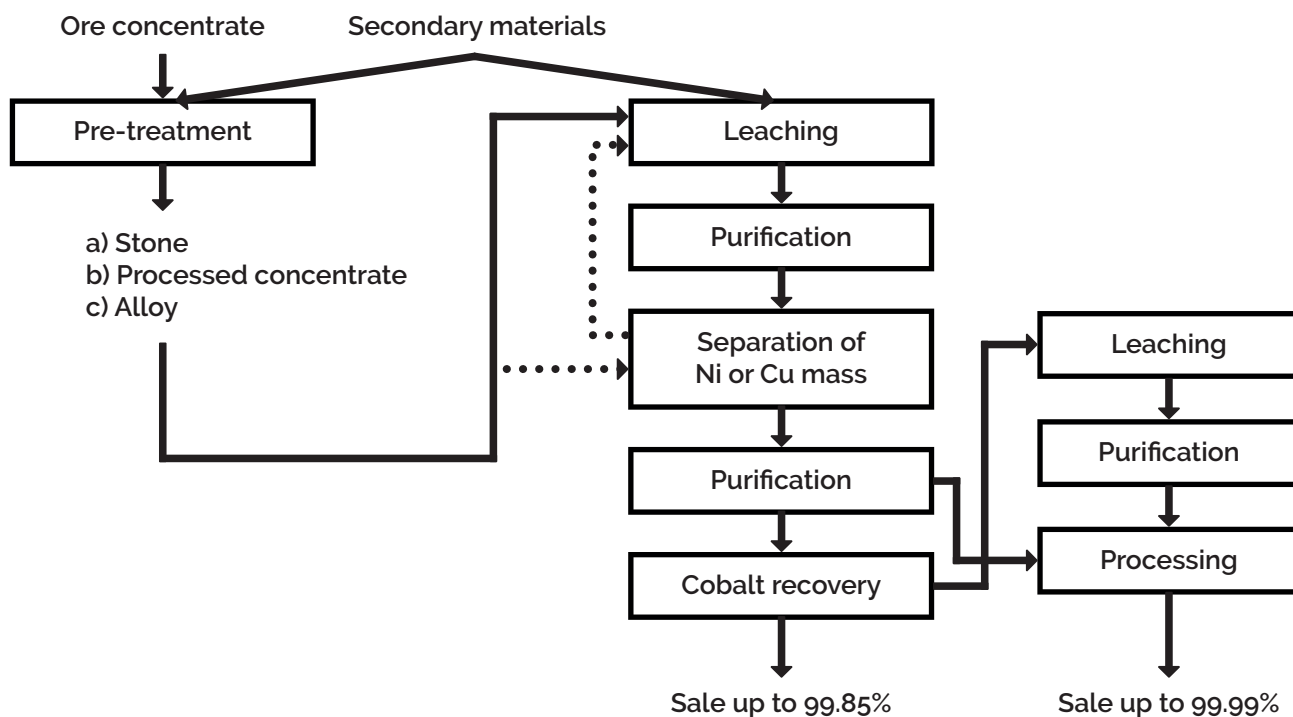 Ore concentrate
Secondary materials
Pre-treatment
Leaching
a) Stone
b) Processed concentrate
c) Alloy
Purification
Separation of
Ni or Cu mass
Purification
Cobalt recovery
Sale up to 99.85%
Leaching
Purification
Processing
Sale up to 99.99%